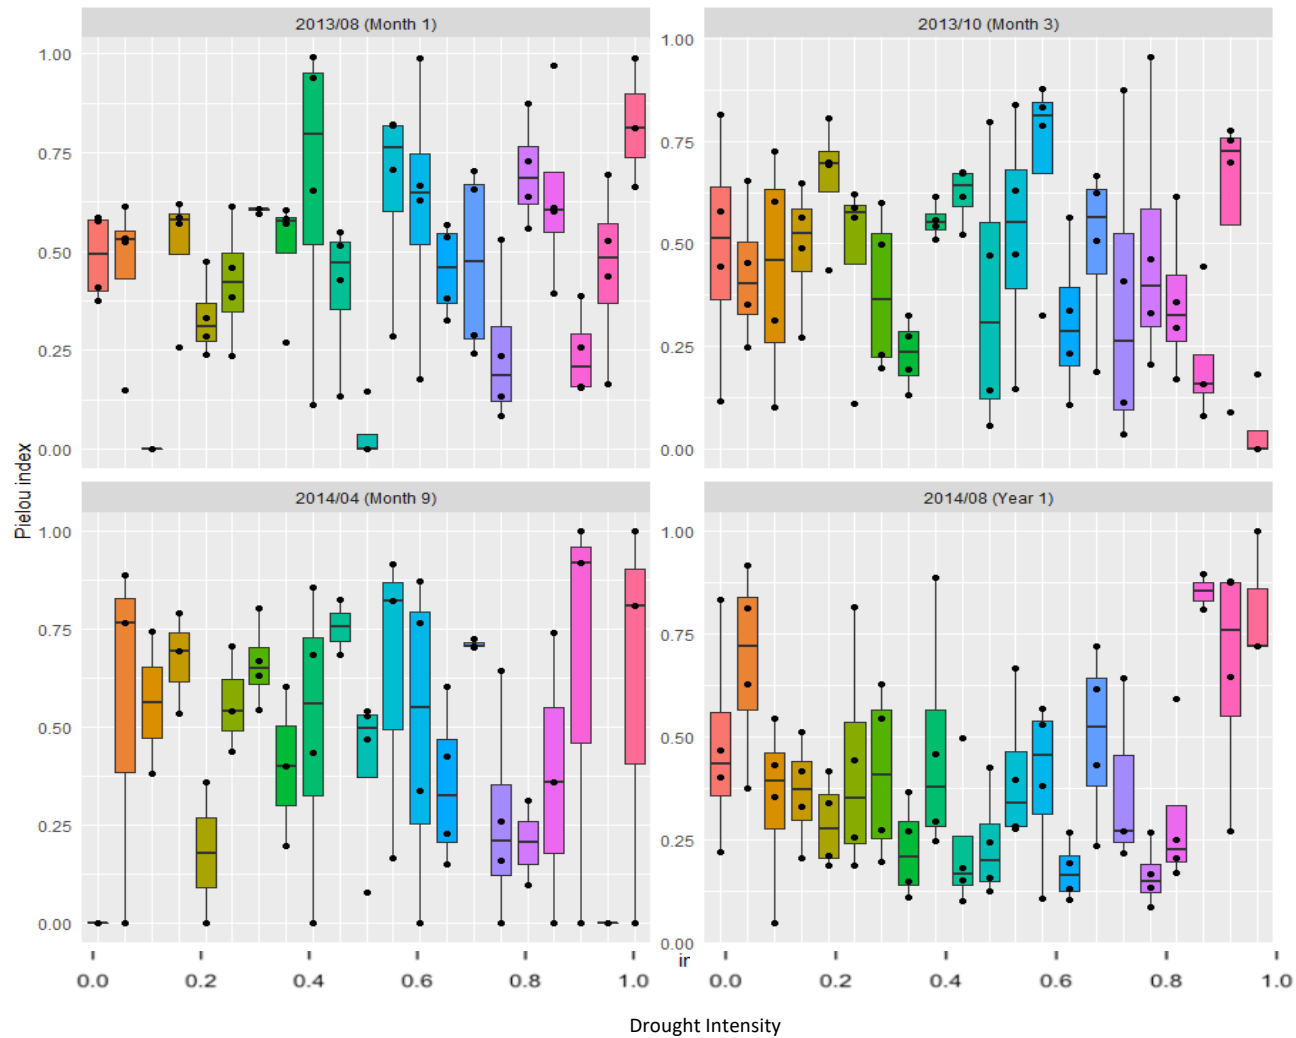 2013/08 (Month 1)
2013/10 (Month 3)
1.00
0.75
0.50
0.25
0.00
1.00
0.75
0.50
0.25
0.00
Pielou index
2014/04 (Month 9)
2014/08 (Year 1)
1.00
0.75
0.50
0.25
0.00
1.00
0.75
0.50
0.25
0.00
ir
0.0 0.2 0.4 0.6 0.8 1.0
0.0 0.2 0.4 0.6 0.8 1.0
Drought Intensity